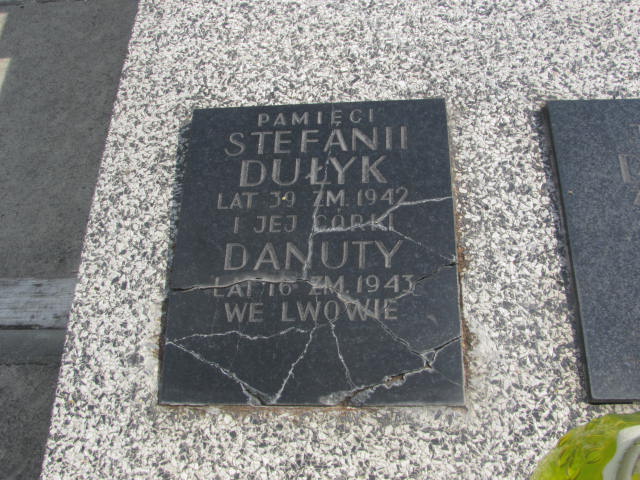 PAMIĘCI
STEFANII
DUŁYK
LAT 39 ZM. 1942
I JEJ CÓRKI
DANUTY
LAT 16 ZM. 1943
WE LWOWIE